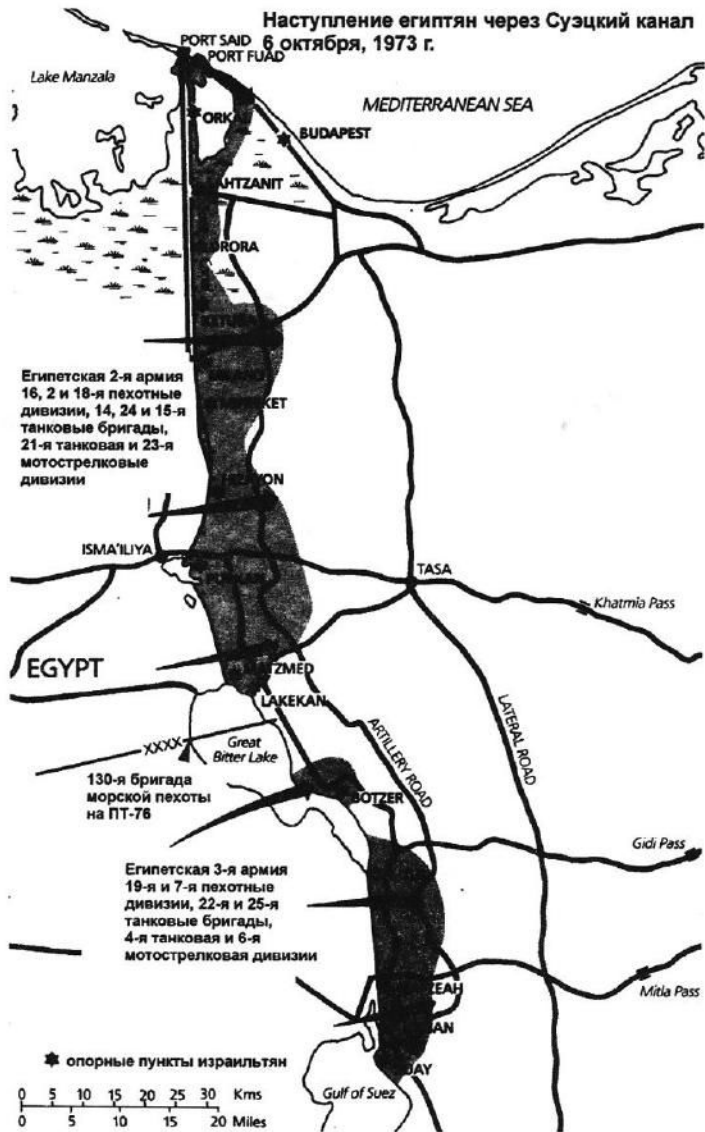 Наступление египтян через Суэцкий канал
6 октября, 1973 г.
PORT SAID
PORT FUAD
Lake Manzala
MEDITERRANEAN SEA
ORKAL
BUDAPEST
Египетская 2-я армия
16, 2 и 18-я пехотные
дивизии, 14, 24 и 15-я
танковые бригады,
21-я танковая и 23-я
мотострелковые
дивизии
ISMA'ILIYA
TASA
Khatmia Pass
EGYPT
LAKEKAN
ARTILLERY ROAD
LATERAL ROAD
XXXX
Great
Bitter Lake
130-я бригада
морской пехоты
на ПТ-76
BOTZER
Gidi Pass
Египетская 3-я армия
19-я и 7-я пехотные
дивизии, 22-я и 25-я
танковые бригады,
4-я танковая и 6-я
мотострелковая дивизии
Mitla Pass
опорные пункты израильтян
Gulf of Suez
0 5 10 15 20 25 30 Kms
0 5 10 15 20 Miles